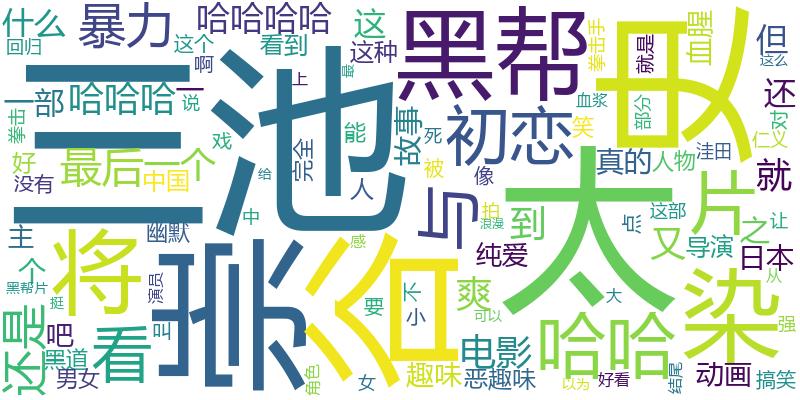 什么
暴力
哈哈哈哈
这
黑帮
史
血腥
但
回归
这个
看到
这种
拳击手
就是
这么
三池
啊
上
最
一部
哈哈哈
一
说
故事
初恋
血浆
部分
还
对
拳击
戏
能
死
笑
仁义
好
最后一个
完全
与
真的
人物
洼田
就
没有
中国
给
人
被
像
太
片
主
幽默
中
拍
浪漫
到
点
这部
之
让
个
将
崇
感
纯爱
又
导演
日本
黑帮片
挺
演员
谷
要
不
小
爽
大
染
从
还是
吧
看
后
可以
哈哈
强
黑道
电影
男女
角色
女
趣味
恶趣味
以为
好看
结尾
动画
搞笑